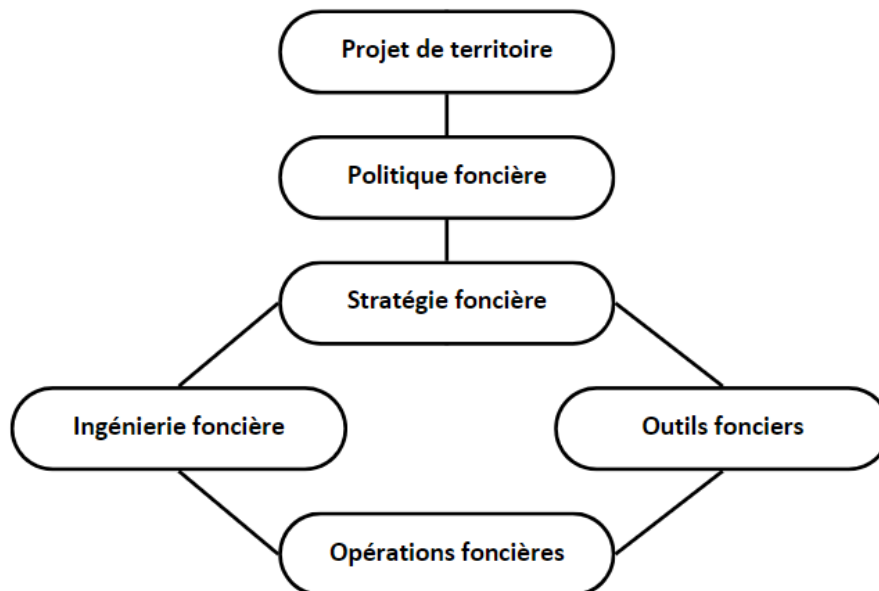 Projet de territoire
Politique foncière
Stratégie foncière
Ingénierie foncière
Outils fonciers
Opérations foncières